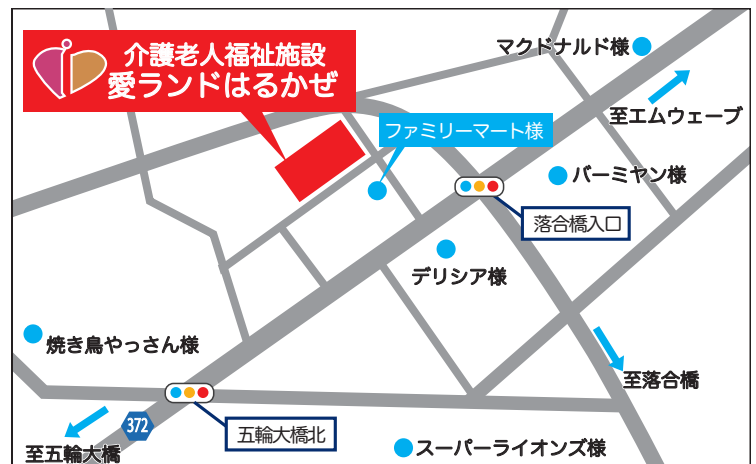 介護老人福祉施設
愛ランドはるかぜ
マクドナルド様
至エムウェーブ
ファミリーマート様
バーミヤン様
落合橋入口
デリシア様
焼き鳥やっさん様
至落合橋
372
五輪大橋北
至五輪大橋
スーパーライオンズ様